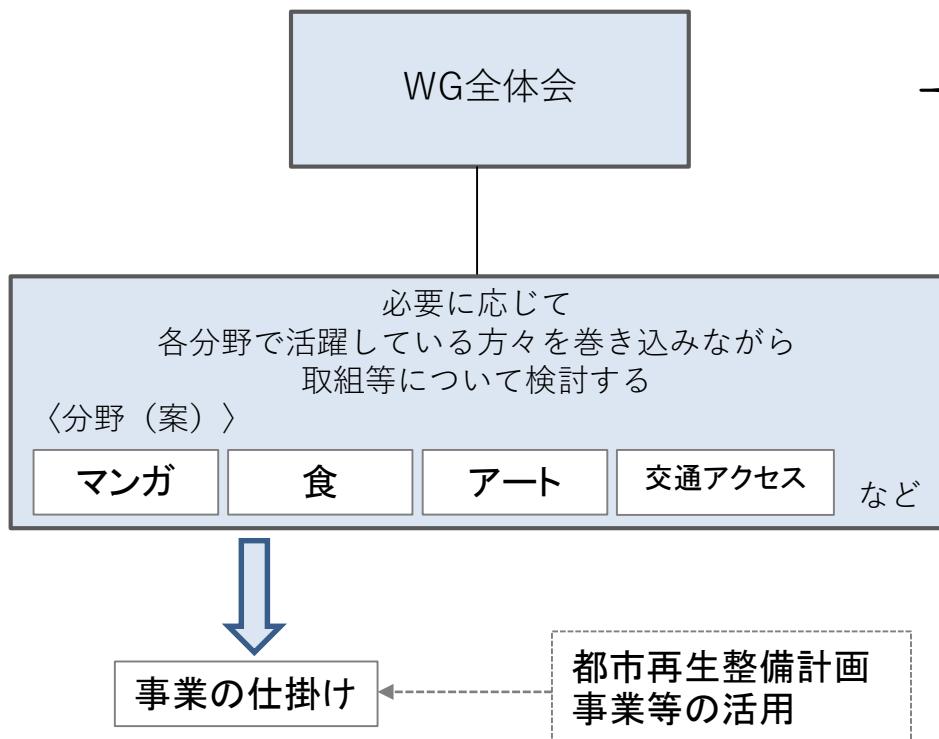 WG全体会
必要に応じて
各分野で活躍している方々を巻き込みながら
取組等について検討する
〈分野（案）〉
マンガ
食
アート
交通アクセス
など
事業の仕掛け
都市再生整備計画
事業等の活用